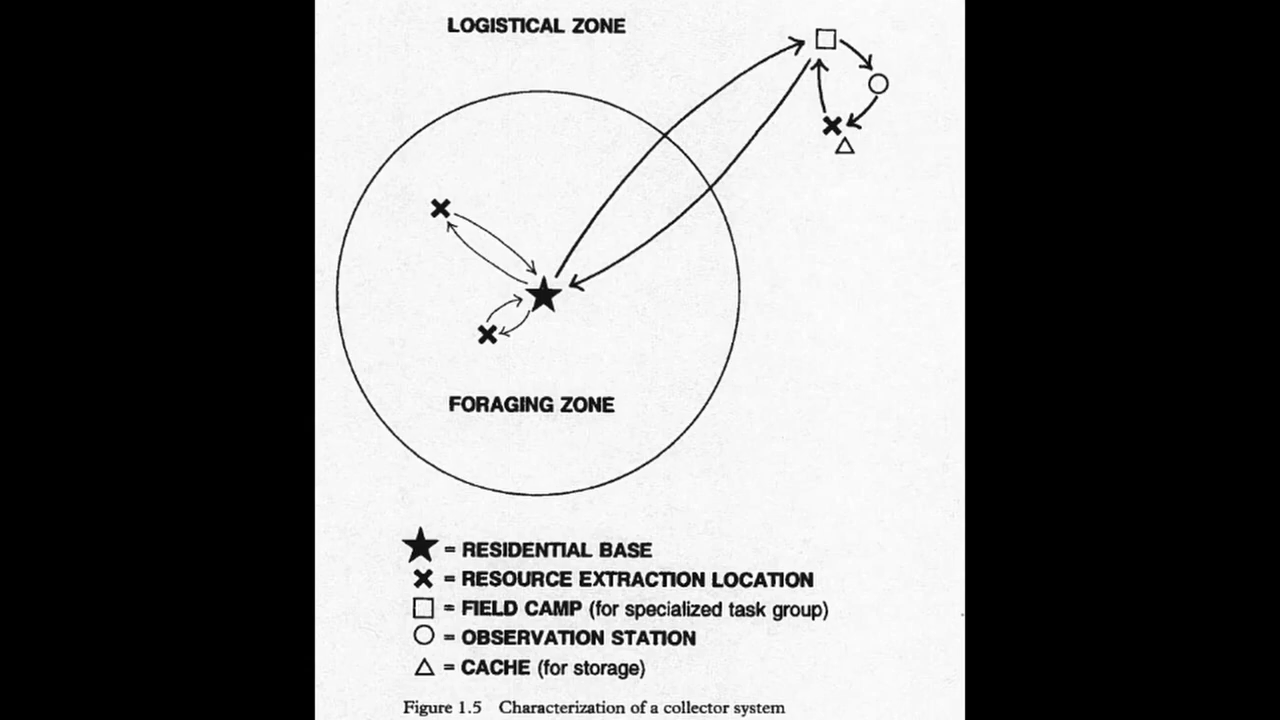 LOGISTICAL ZONE
FORAGING ZONE
= RESIDENTIAL BASE
= RESOURCE EXTRACTION LOCATION
= FIELD CAMP (for specialized task group)
= OBSERVATION STATION
= CACHE (for storage)
Figure 1.5 Characterization of a collector system